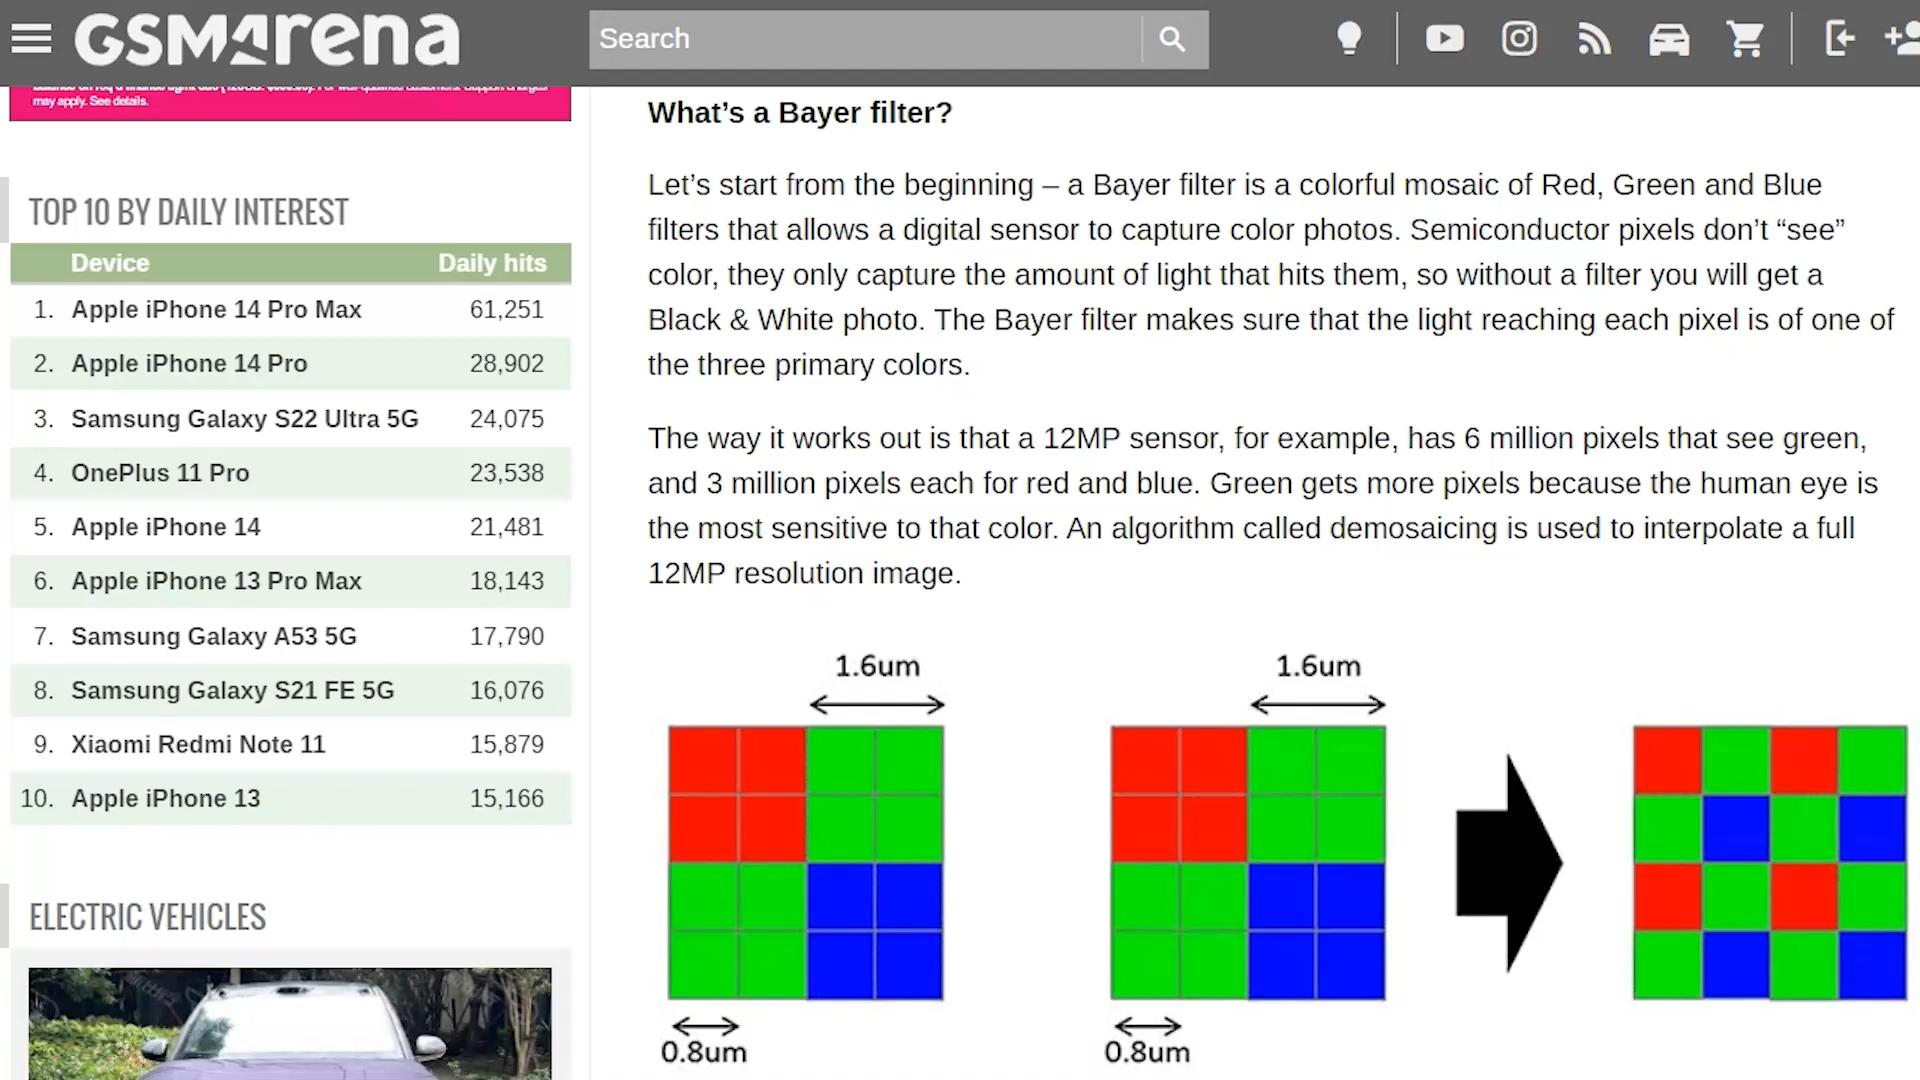 GSMArena
Search
may apply. See details.
TOP 10 BY DAILY INTEREST
Device Daily hits
1. Apple iPhone 14 Pro Max 61,251
2. Apple iPhone 14 Pro 28,902
3. Samsung Galaxy S22 Ultra 5G 24,075
4. OnePlus 11 Pro 23,538
5. Apple iPhone 14 21,481
6. Apple iPhone 13 Pro Max 18,143
7. Samsung Galaxy A53 5G 17,790
8. Samsung Galaxy S21 FE 5G 16,076
9. Xiaomi Redmi Note 11 15,879
10. Apple iPhone 13 15,166
ELECTRIC VEHICLES
What’s a Bayer filter?
Let’s start from the beginning – a Bayer filter is a colorful mosaic of Red, Green and Blue
filters that allows a digital sensor to capture color photos. Semiconductor pixels don’t “see”
color, they only capture the amount of light that hits them, so without a filter you will get a
Black & White photo. The Bayer filter makes sure that the light reaching each pixel is of one of
the three primary colors.
The way it works out is that a 12MP sensor, for example, has 6 million pixels that see green,
and 3 million pixels each for red and blue. Green gets more pixels because the human eye is
the most sensitive to that color. An algorithm called demosaicing is used to interpolate a full
12MP resolution image.
1.6um 1.6um
0.8um 0.8um